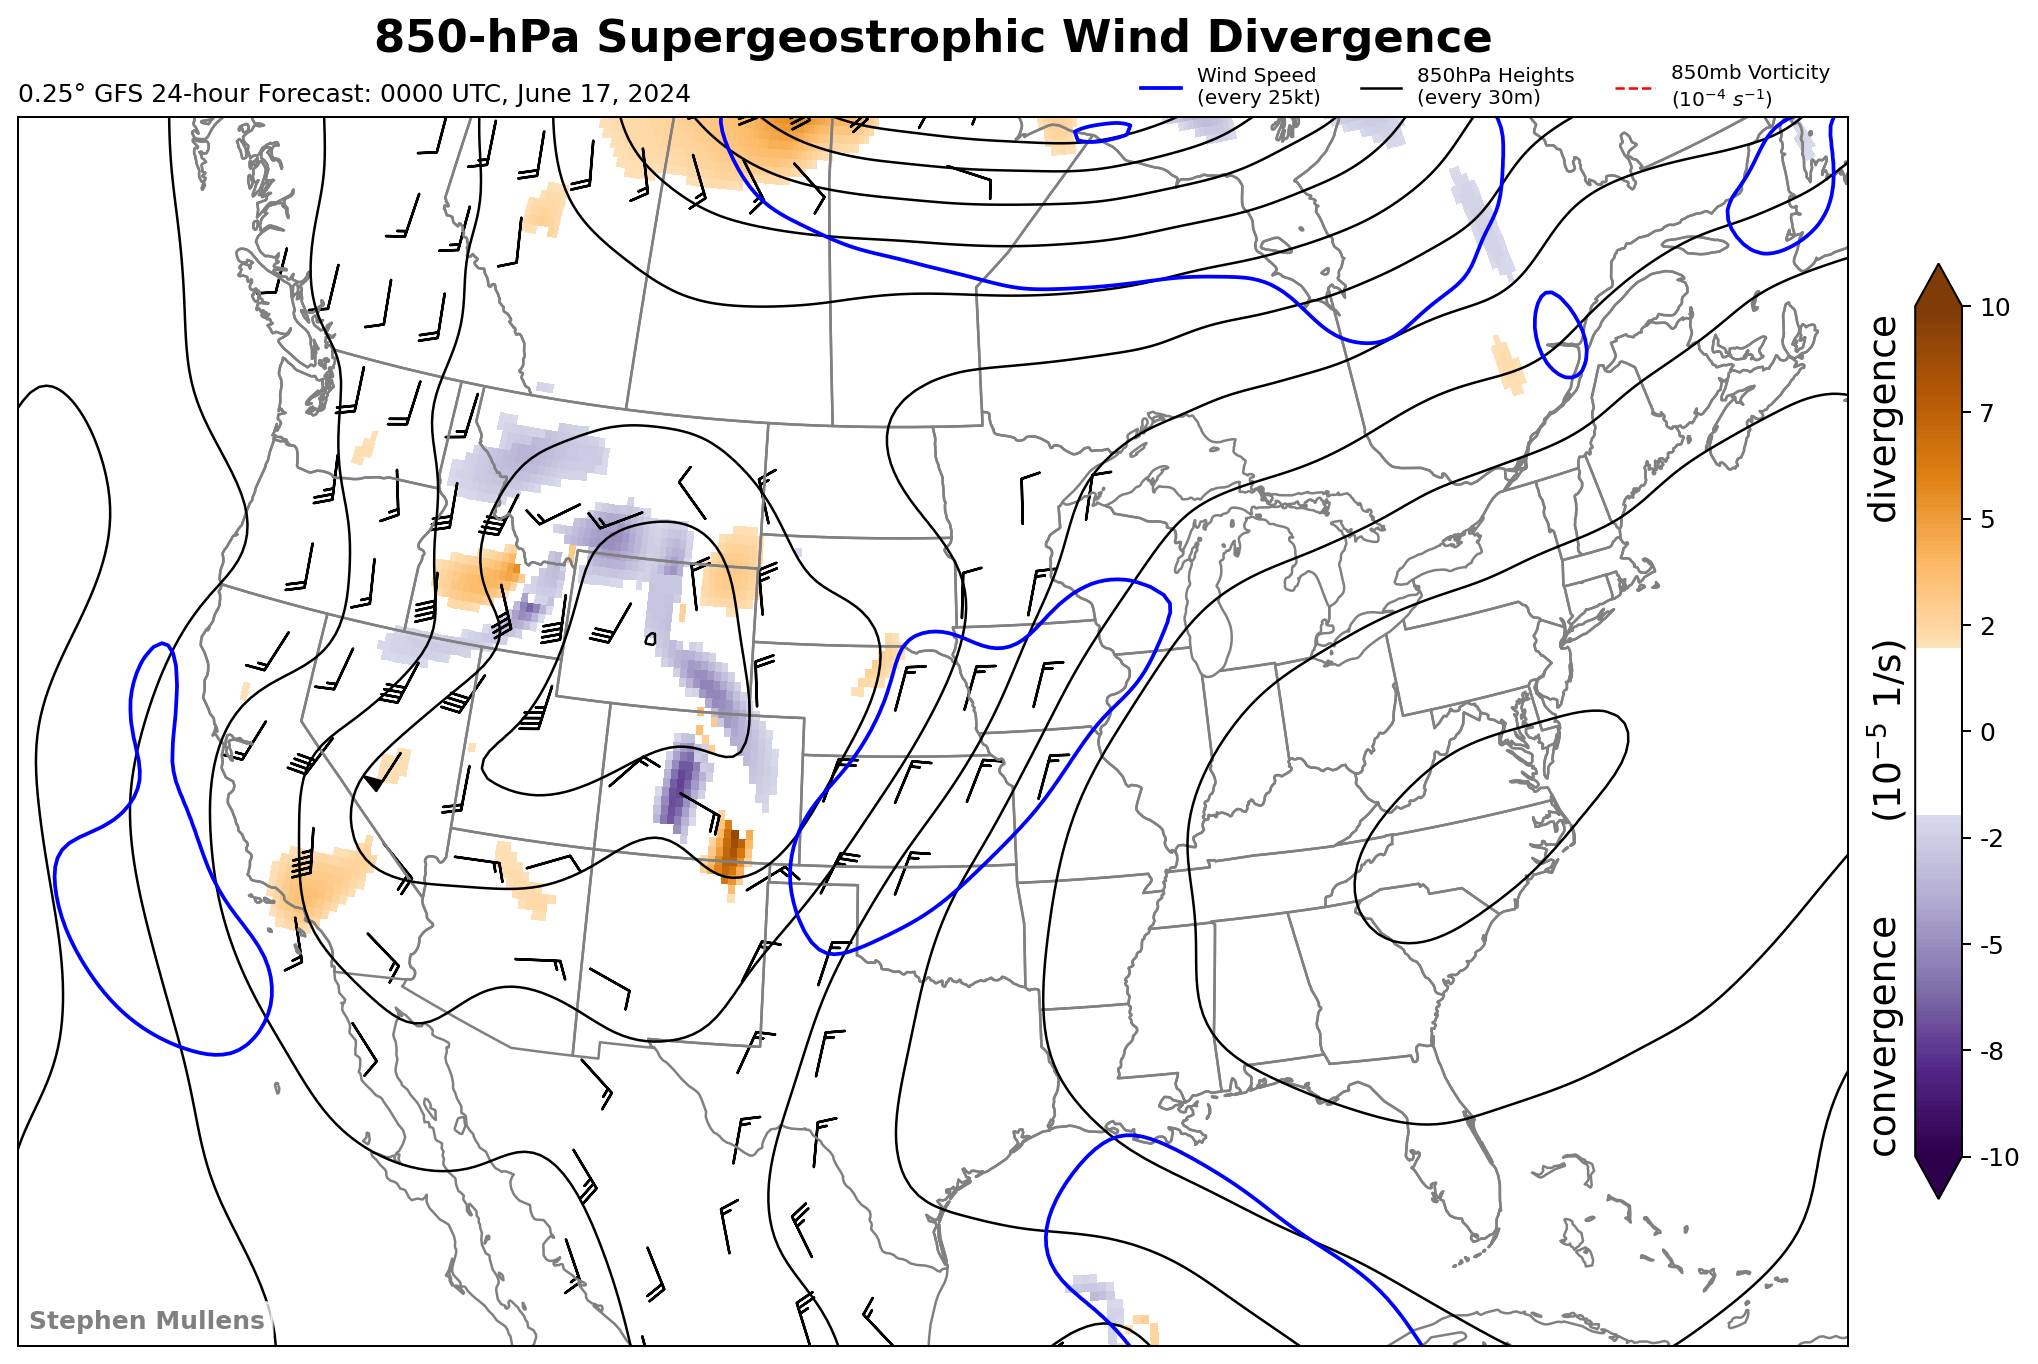 850-hPa Supergeostrophic Wind Divergence
0.25° GFS 24-hour Forecast: 0000 UTC, June 17, 2024
Wind Speed
(every 25kt)
850hPa Heights
(every 30m)
850mb Vorticity
(10⁻⁴ s⁻¹)
10
7
5
2
0
-2
-5
-8
-10
convergence (10⁻⁵ 1/s) divergence
Stephen Mullens